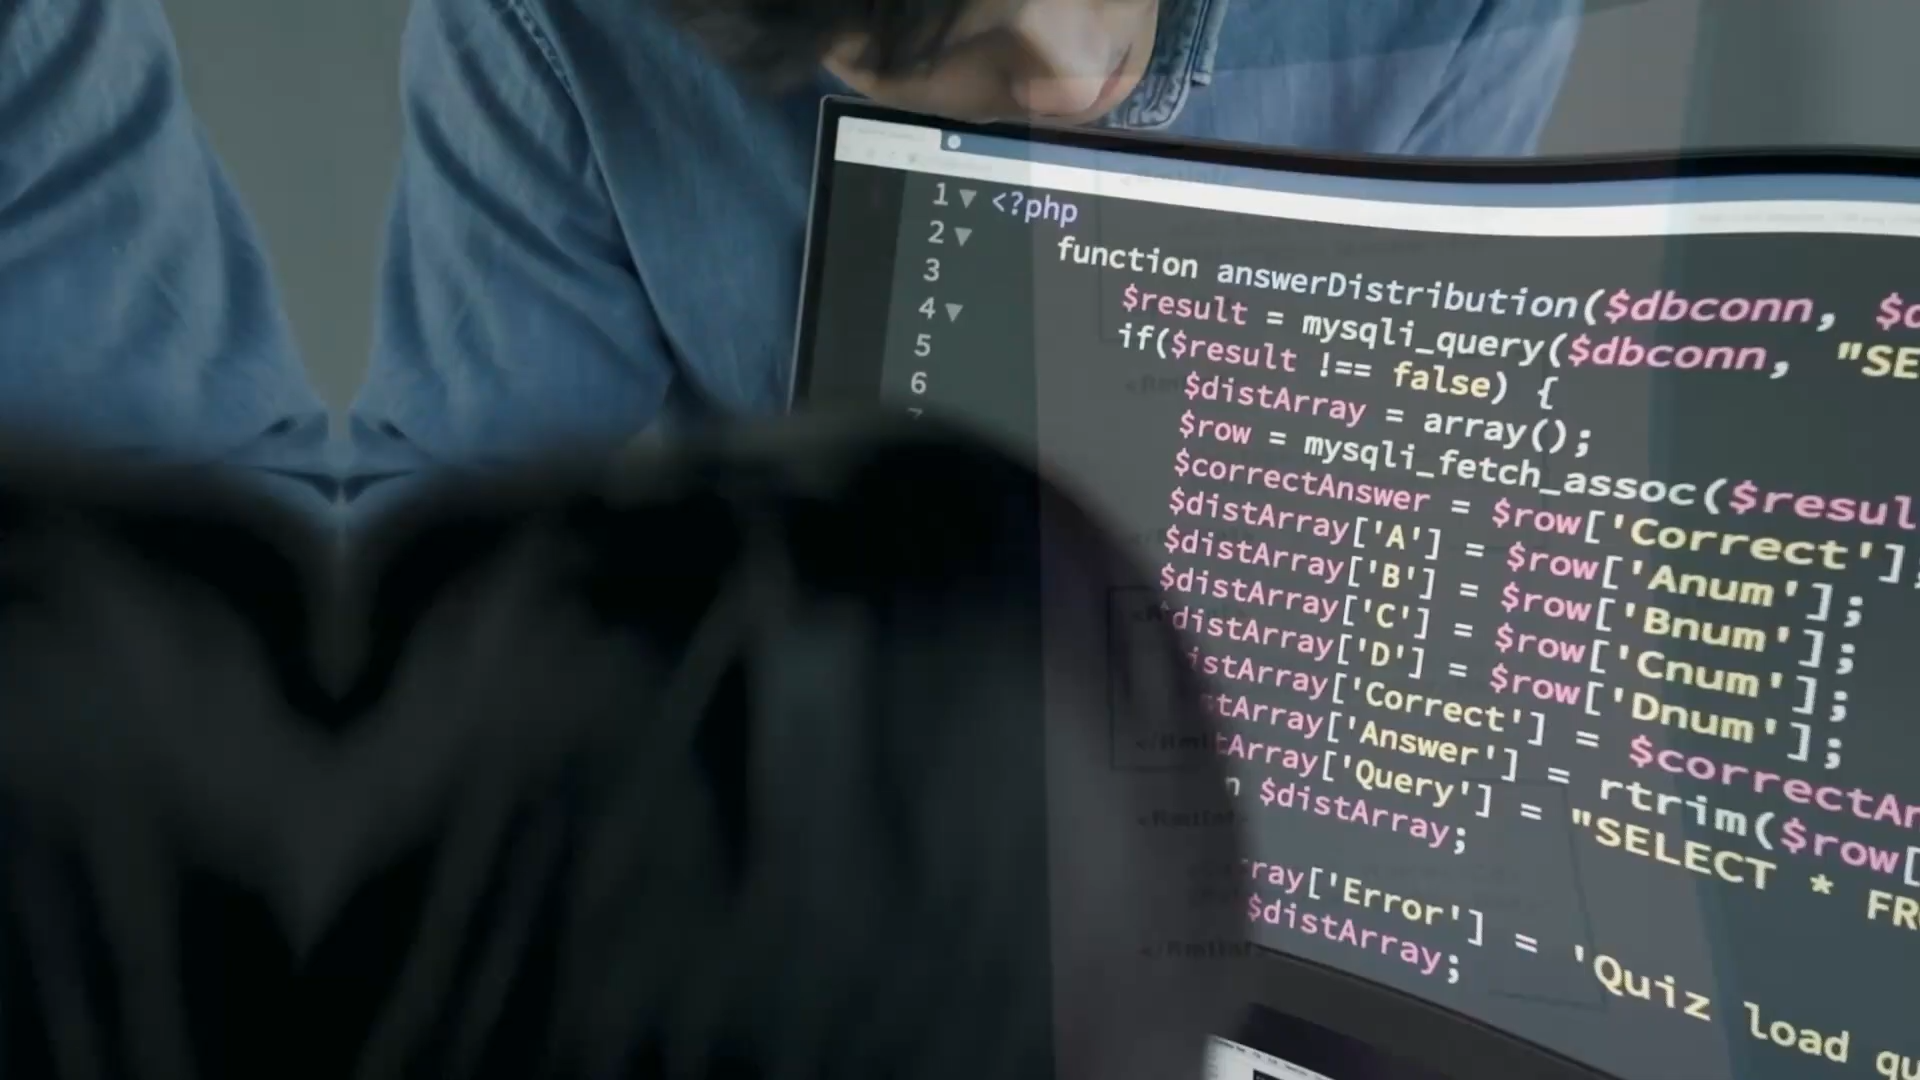 1 <?php
2 function answerDistribution($dbconn,
3 $result = mysqli_query($dbconn, "SE
4 if($result !== false) {
5 $distArray = array();
6 $row = mysqli_fetch_assoc($resul
$correctAnswer = $row['Correct'];
$distArray['A'] = $row['Anum'];
$distArray['B'] = $row['Bnum'];
$distArray['C'] = $row['Cnum'];
distArray['D'] = $row['Dnum'];
istArray['Correct'] = $correctAn
tArray['Answer'] = rtrim($row[
tArray['Query'] = "SELECT * FR
n $distArray;
ray['Error'] = 'Quiz load qu
$distArray;